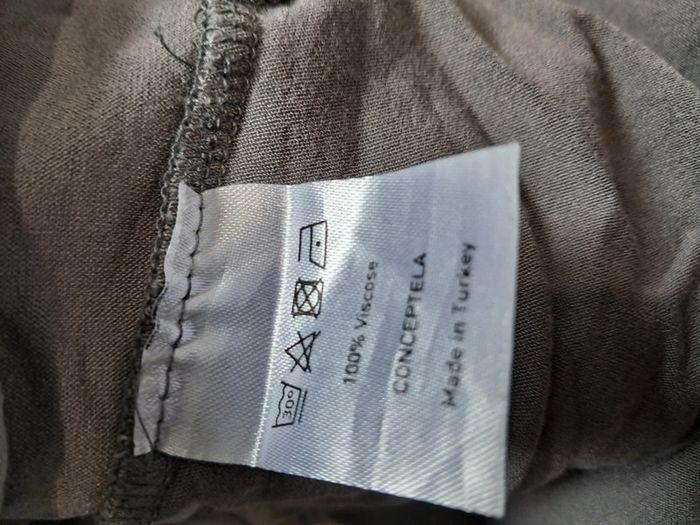 30°
100% Viscose
CONCEPTELA
Made in Turkey